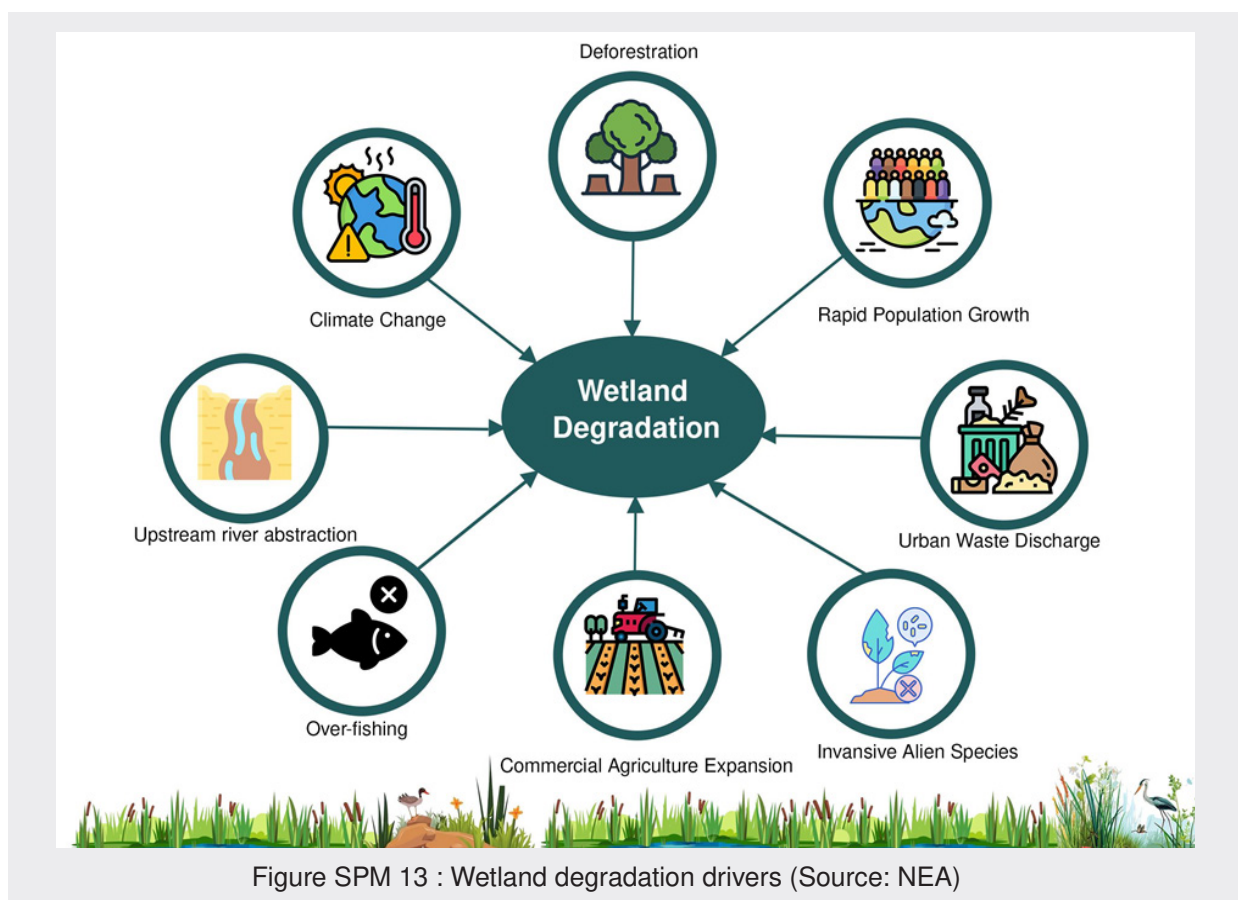 Deforestration
Climate Change
Rapid Population Growth
Wetland
Degradation
Upstream river abstraction
Urban Waste Discharge
Over-fishing
Commercial Agriculture Expansion
Invansive Alien Species
Figure SPM 13 : Wetland degradation drivers (Source: NEA)